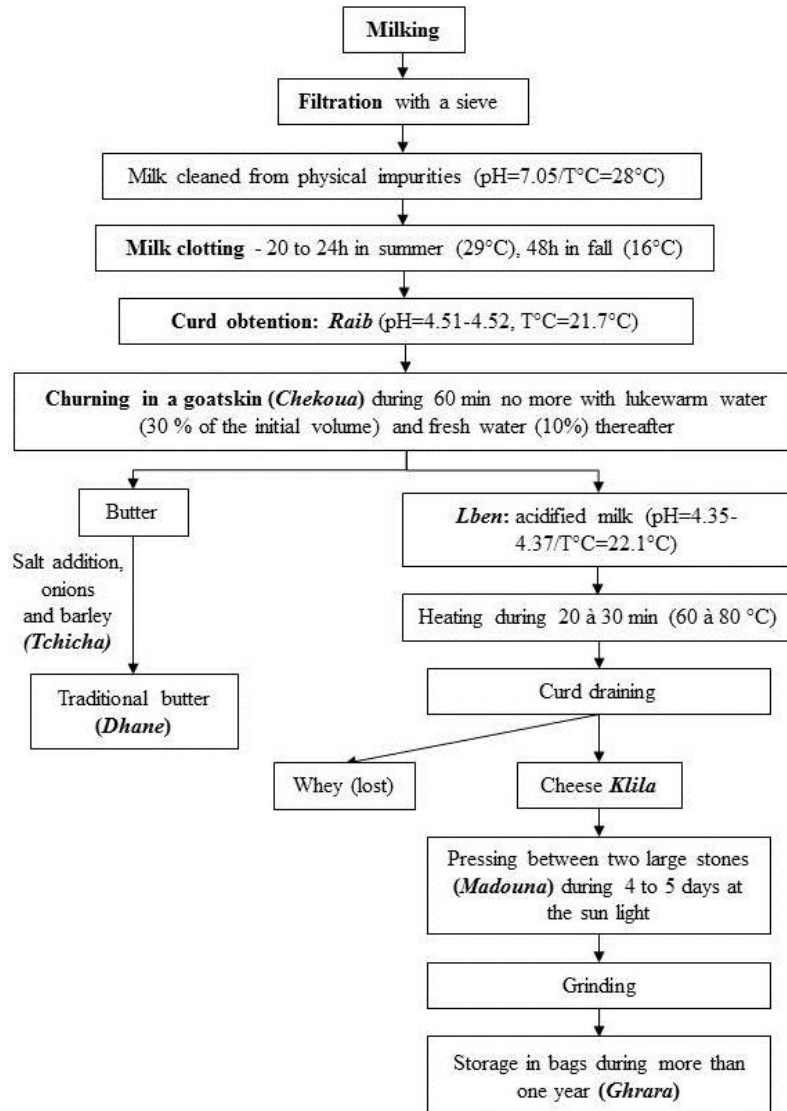 Milking
Filtration with a sieve
Milk cleaned from physical impurities (pH=7.05/T°C=28°C)
Milk clotting - 20 to 24h in summer (29°C), 48h in fall (16°C)
Curd obtention: Raib (pH=4.51-4.52, T°C=21.7°C)
Churning in a goatskin (Chekoua) during 60 min no more with lukewarm water
(30 % of the initial volume) and fresh water (10%) thereafter
Butter
Salt addition,
onions
and barley
(Tchicha)
Traditional butter
(Dhane)
Lben: acidified milk (pH=4.35-
4.37/T°C=22.1°C)
Heating during 20 à 30 min (60 à 80 °C)
Curd draining
Whey (lost)
Cheese Klila
Pressing between two large stones
(Madouna) during 4 to 5 days at
the sun light
Grinding
Storage in bags during more than
one year (Ghrara)